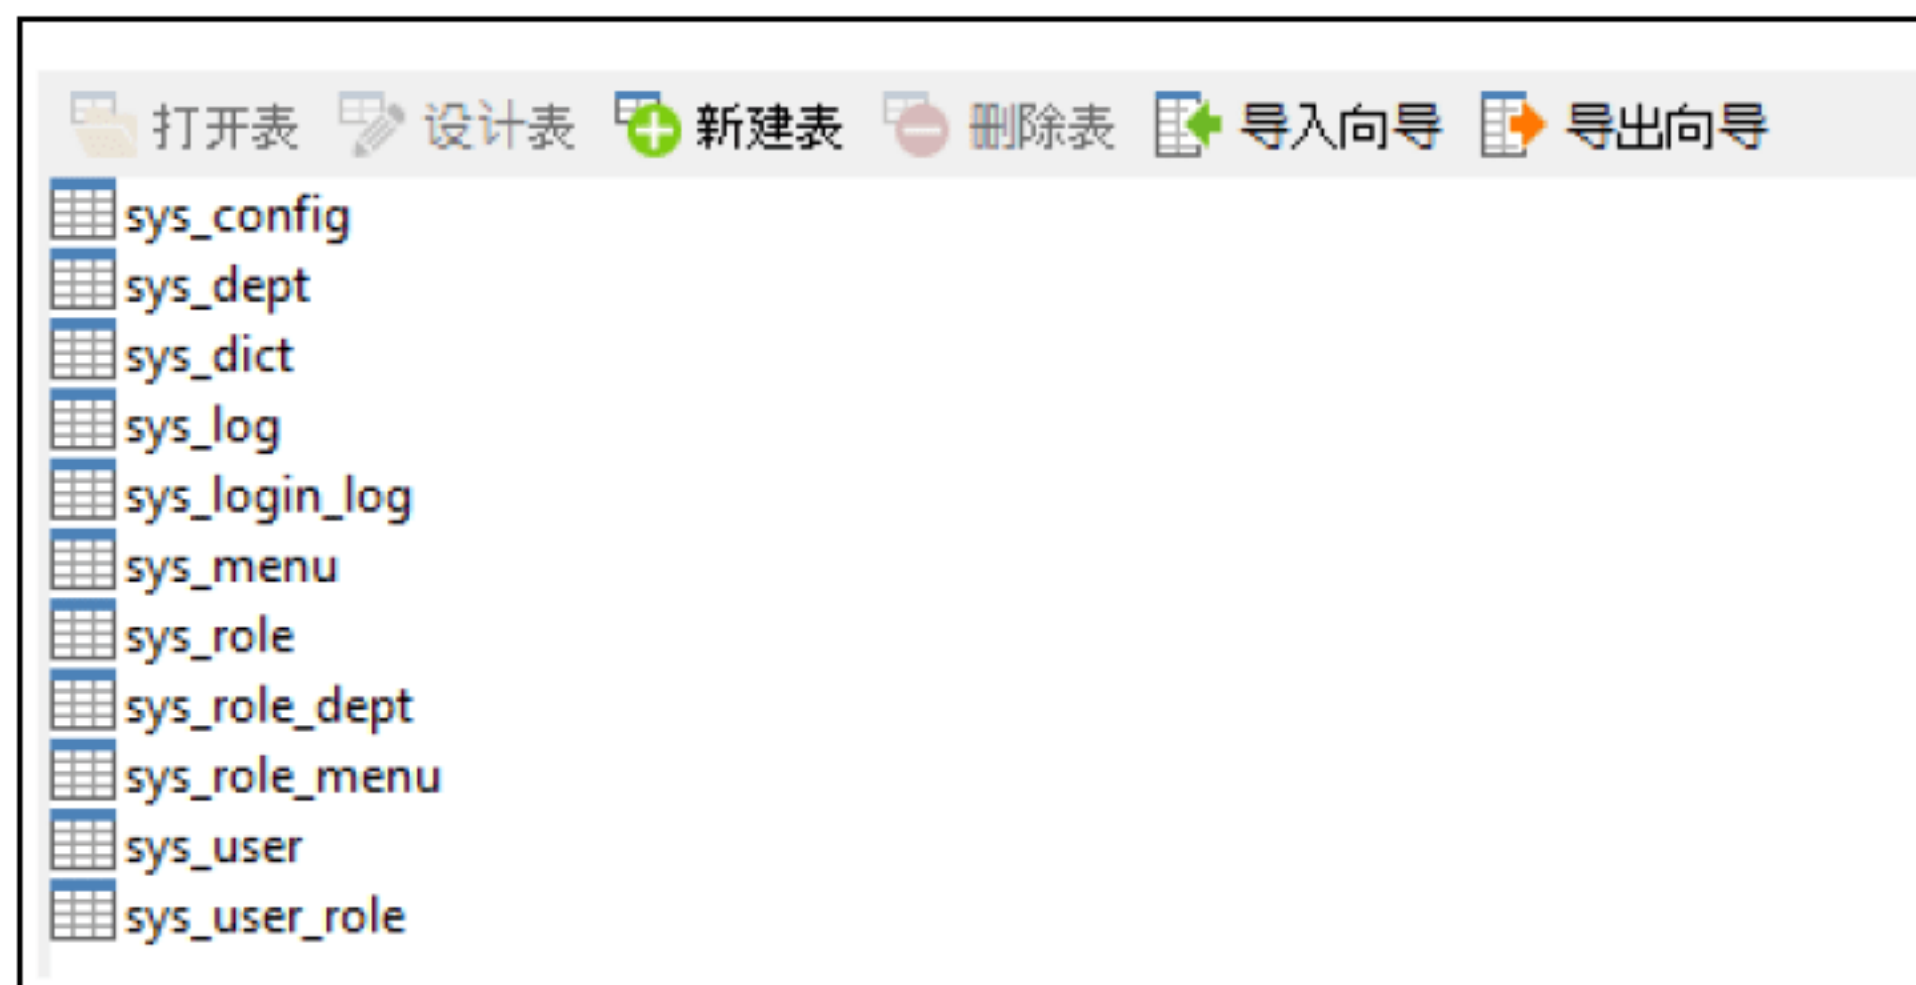 打开表 设计表 新建表 删除表 导入向导 导出向导
sys_config
sys_dept
sys_dict
sys_log
sys_login_log
sys_menu
sys_role
sys_role_dept
sys_role_menu
sys_user
sys_user_role